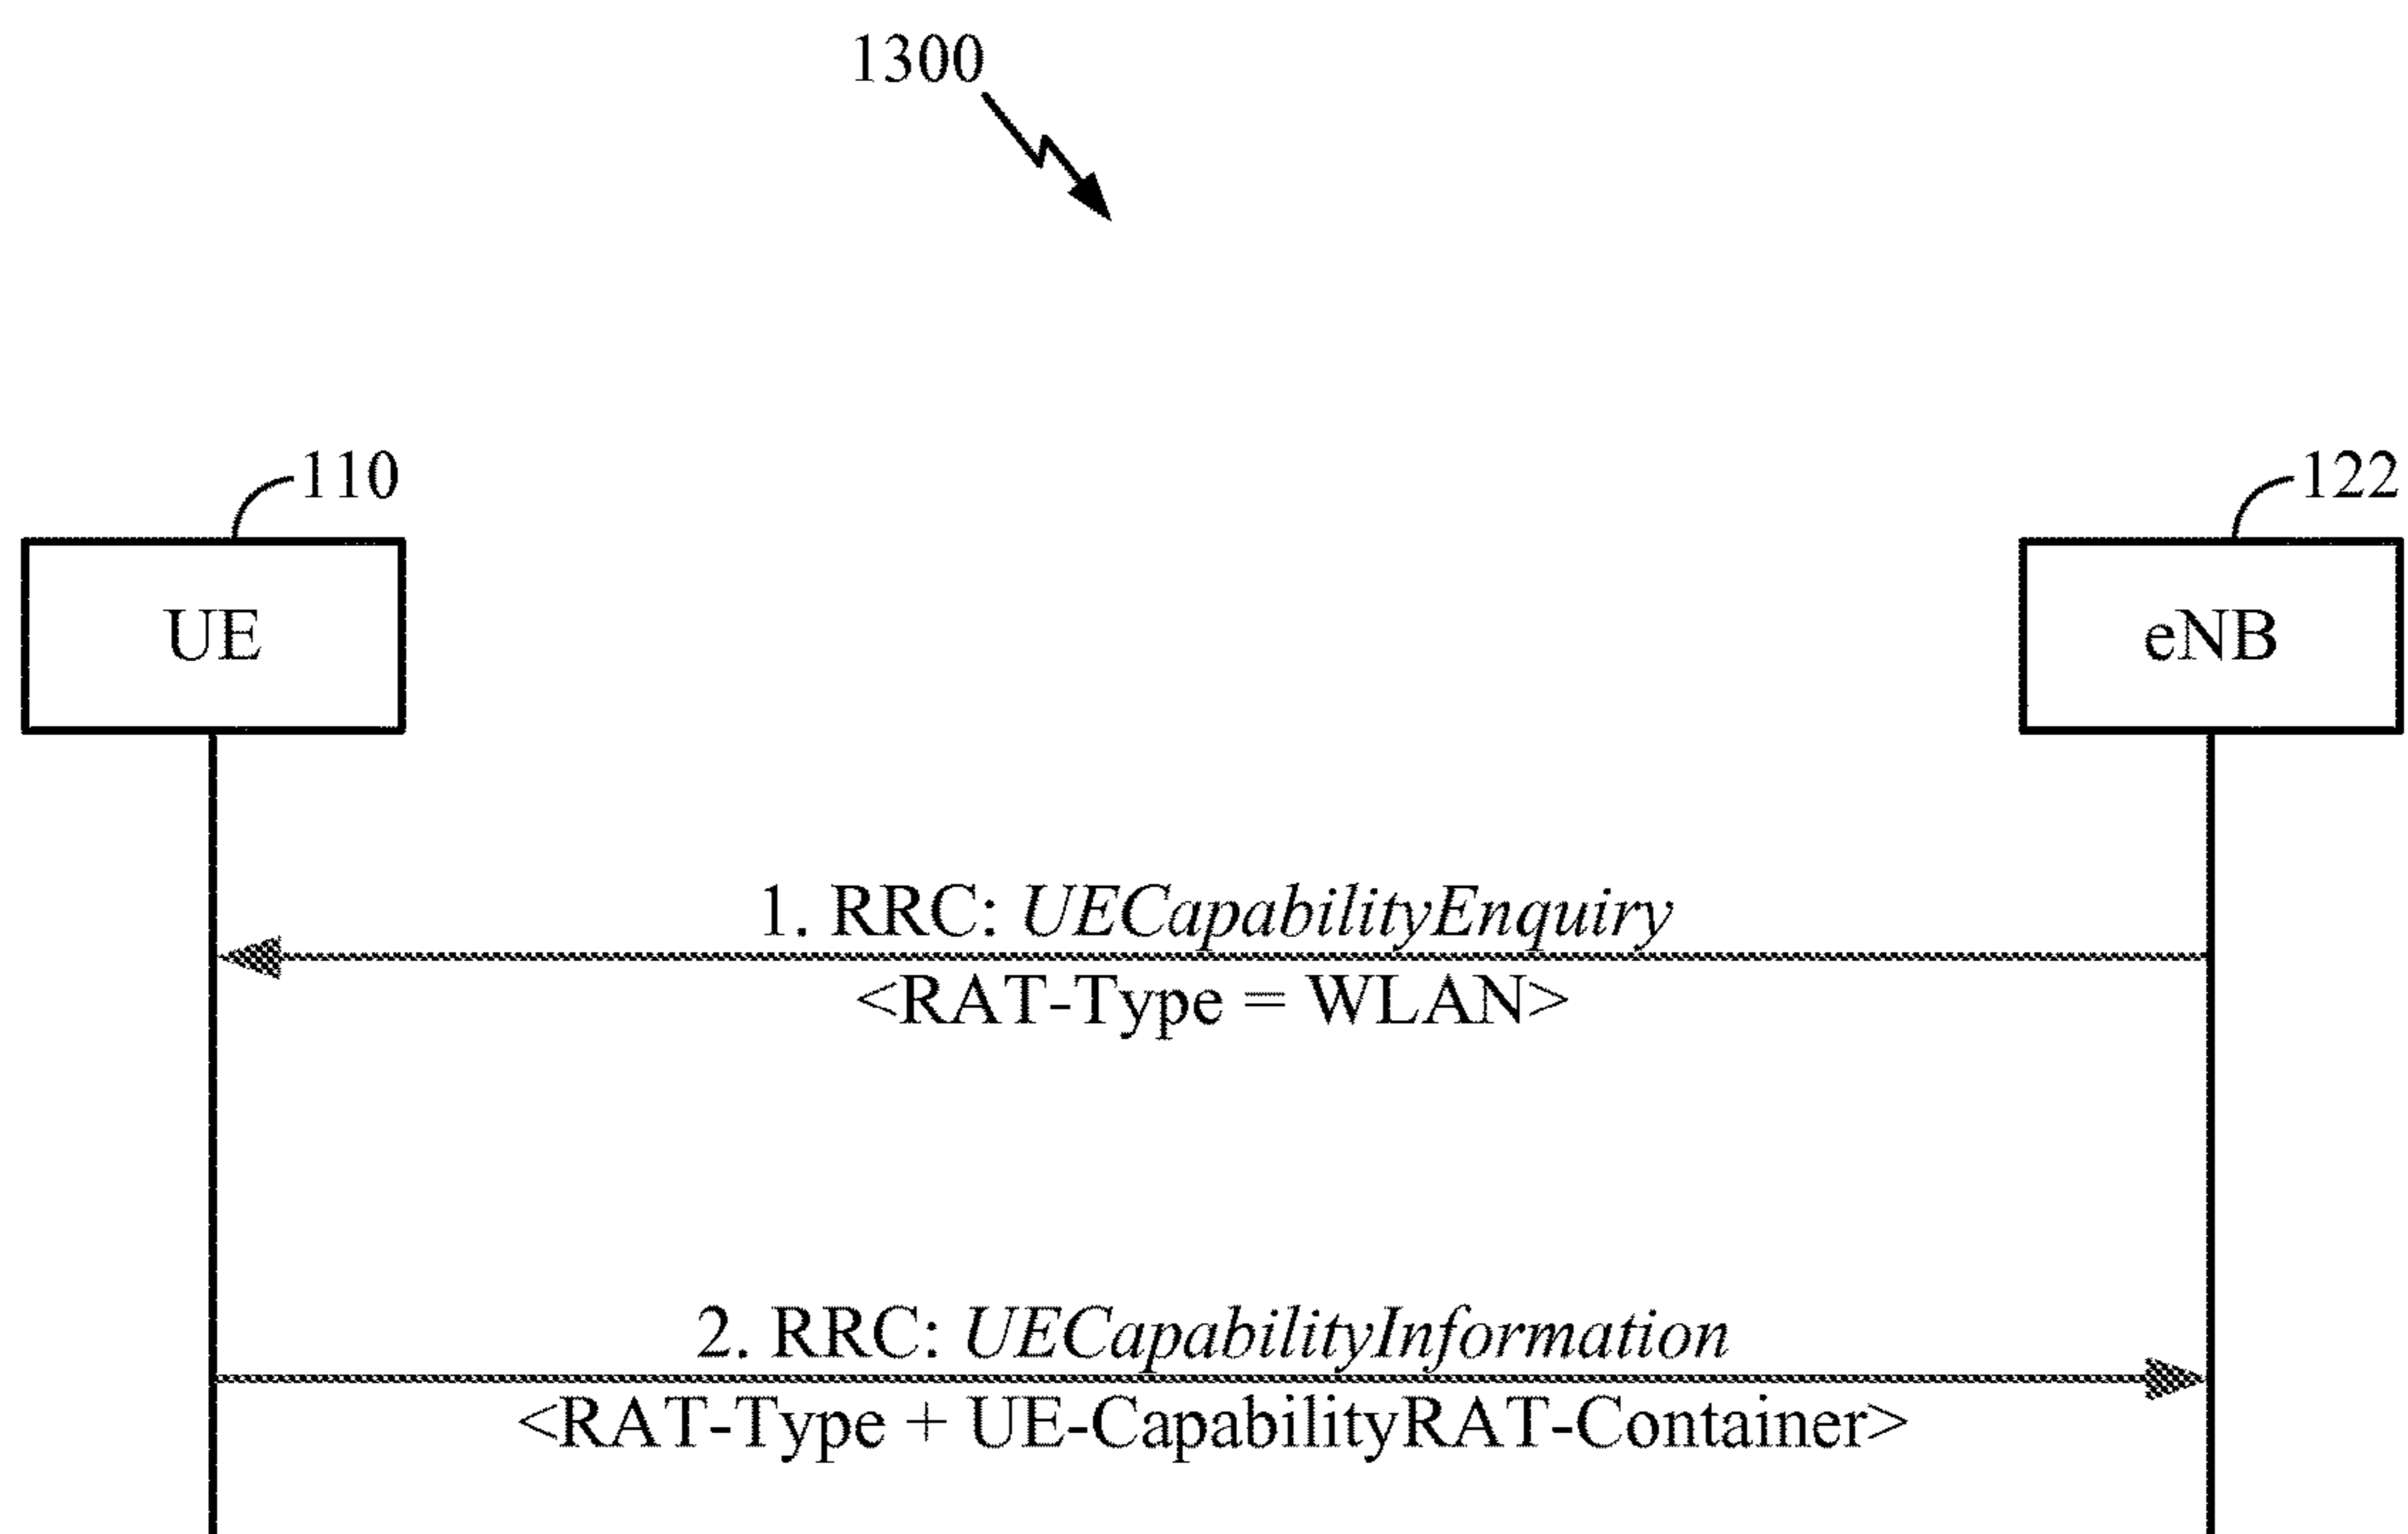 1300
110
122
UE
eNB
1. RRC: UECapabilityEnquiry
<RAT-Type = WLAN>
2. RRC: UECapabilityInformation
<RAT-Type + UE-CapabilityRAT-Container>